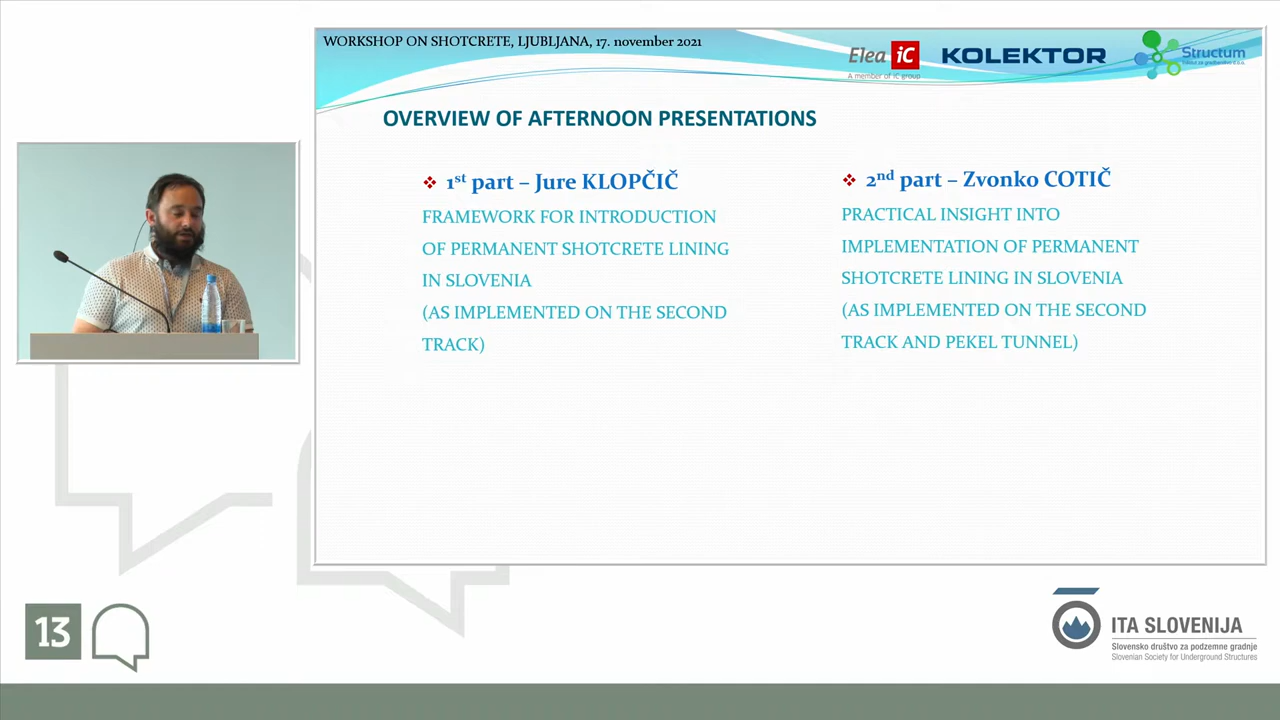 WORKSHOP ON SHOTCRETE, LJUBLJANA, 17. november 2021
Elea iC
A member of iC group
KOLEKTOR
Structum
OVERVIEW OF AFTERNOON PRESENTATIONS
❖ 1st part – Jure KLOPČIČ
FRAMEWORK FOR INTRODUCTION
OF PERMANENT SHOTCRETE LINING
IN SLOVENIA
(AS IMPLEMENTED ON THE SECOND
TRACK)
❖ 2nd part – Zvonko COTIČ
PRACTICAL INSIGHT INTO
IMPLEMENTATION OF PERMANENT
SHOTCRETE LINING IN SLOVENIA
(AS IMPLEMENTED ON THE SECOND
TRACK AND PEKEL TUNNEL)
13
ITA SLOVENIJA
Slovensko društvo za podzemne gradnje
Slovenian Society for Underground Structures